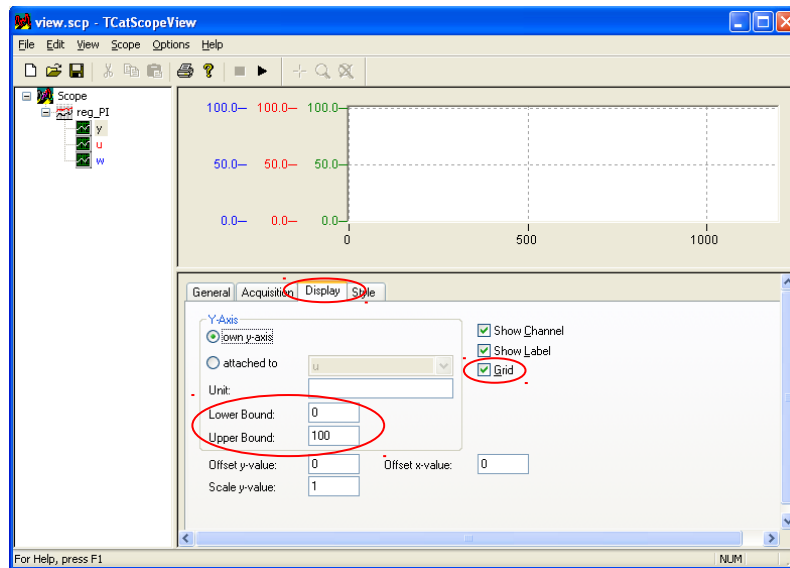 view.scp - TCatScopeView
File Edit View Scope Options Help
Scope
reg_PI
y
u
w
100.0 100.0 100.0
50.0 50.0 50.0
0.0 0.0 0.0
0 500 1000
General Acquisition Display Style
Y-Axis
own y-axis
attached to u
Unit:
Lower Bound: 0
Upper Bound: 100
Show Channel
Show Label
Grid
Offset y-value: 0 Offset x-value: 0
Scale y-value: 1
For Help, press F1 NUM